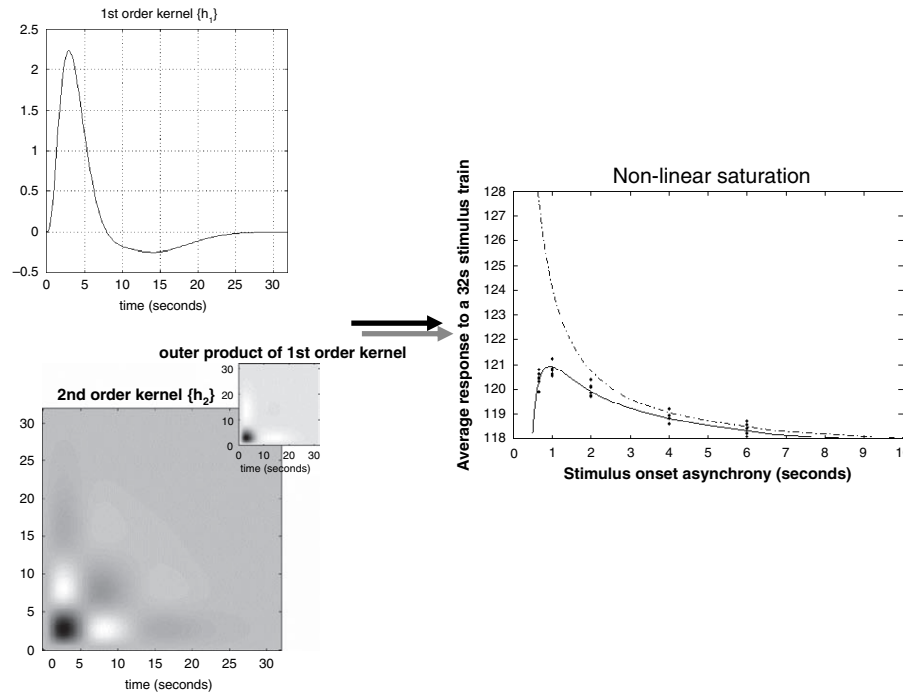 1st order kernel {h1}
2.5
2
1.5
1
0.5
0
−0.5
0 5 10 15 20 25 30
time (seconds)
outer product of 1st order kernel
30
20
10
0
0 10 20 30
time (seconds)
2nd order kernel {h2}
30
25
20
15
10
5
0
0 5 10 15 20 25 30
time (seconds)
Non-linear saturation
Average response to a 32s stimulus train
128
127
126
125
124
123
122
121
120
119
118
0 1 2 3 4 5 6 7 8 9 10
Stimulus onset asynchrony (seconds)